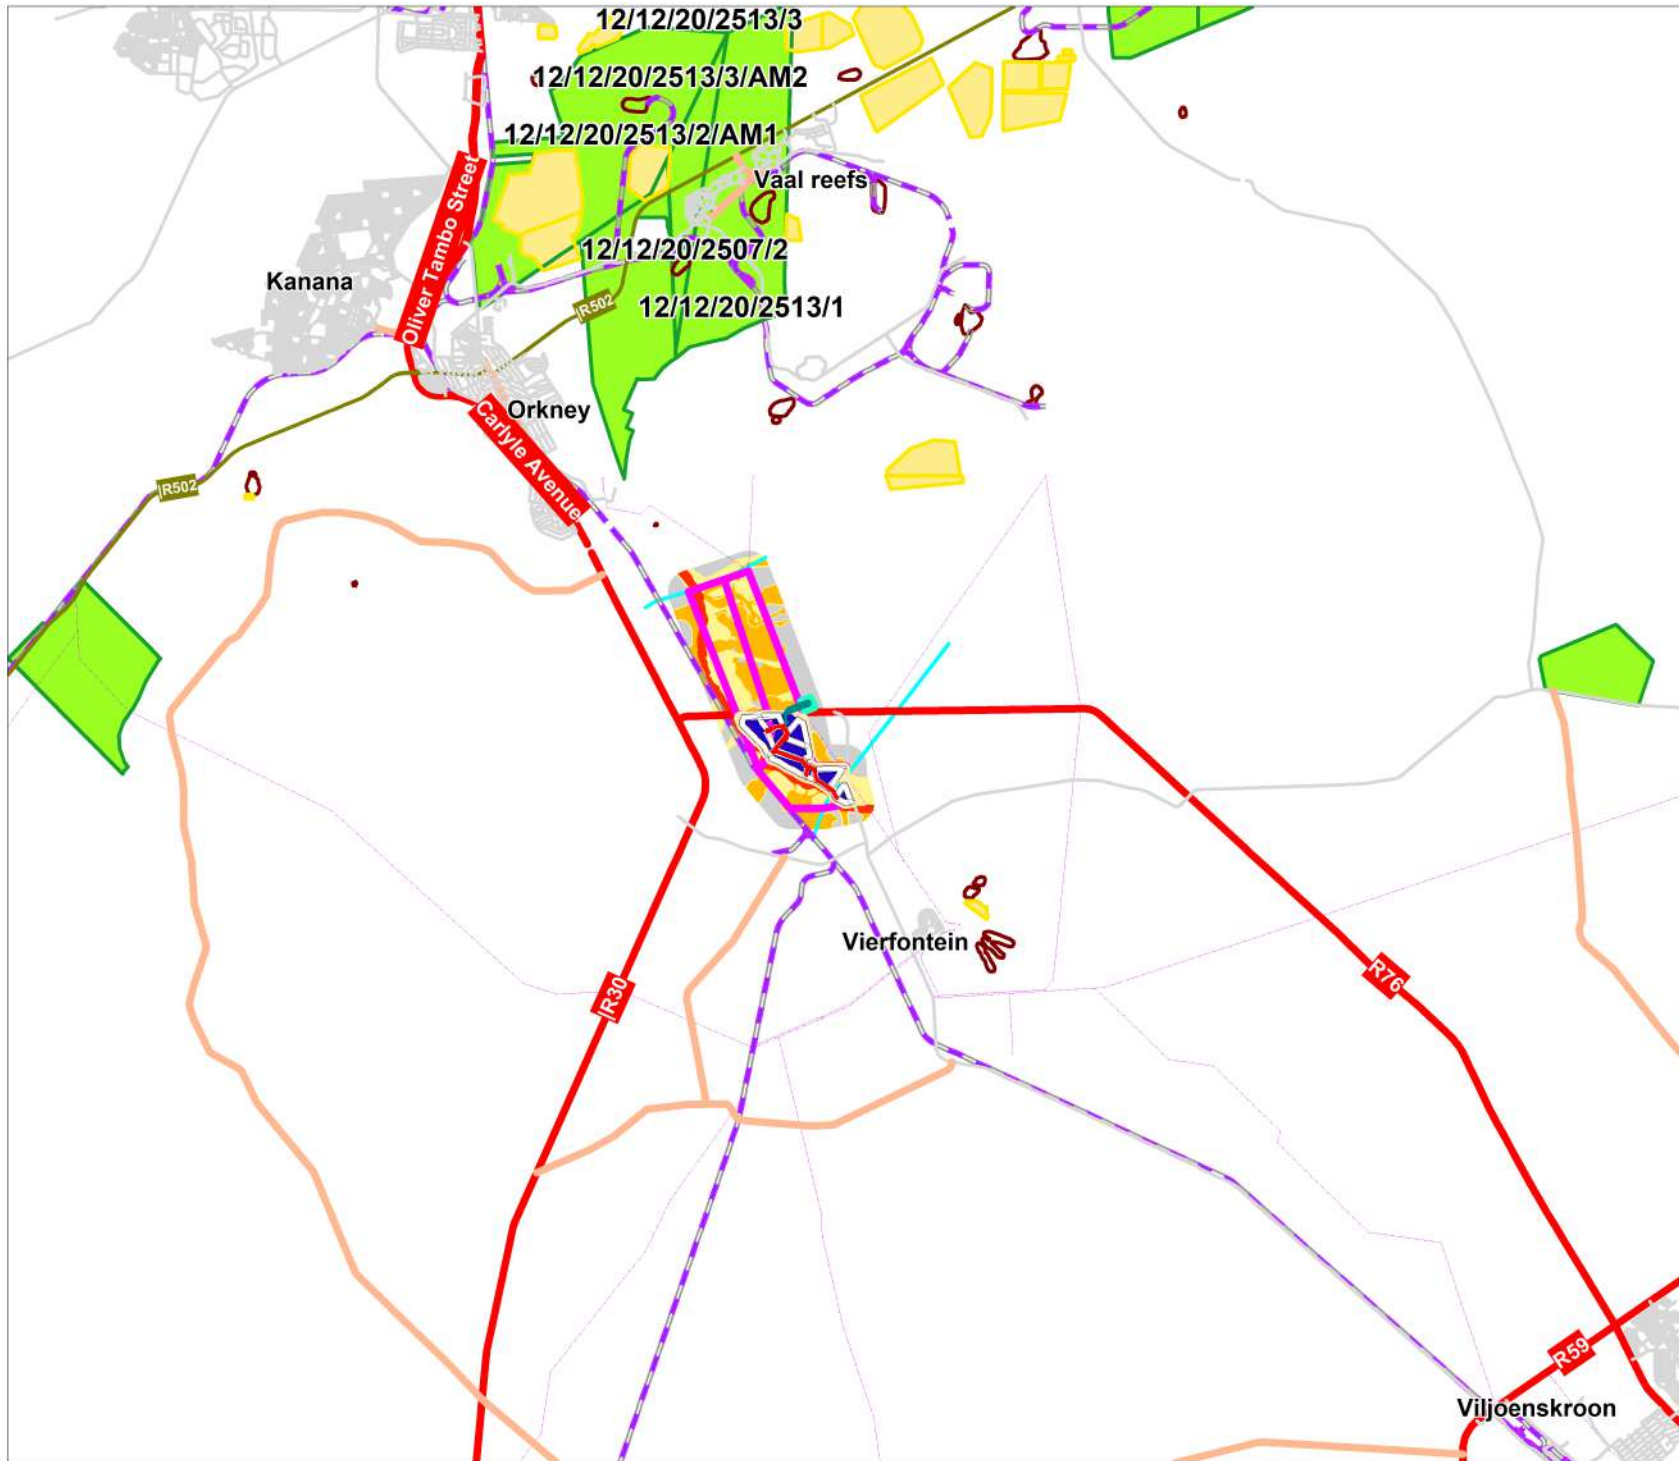 12/12/20/2513/3
12/12/20/2513/3/AM2
12/12/20/2513/2/AM1
Oliver Tambo Street
Vaal reefs
12/12/20/2507/2
Kanana
R502
12/12/20/2513/1
Orkney
Carlyle Avenue
R502
Vierfontein
R76
R30
R59
Viljoenskroon